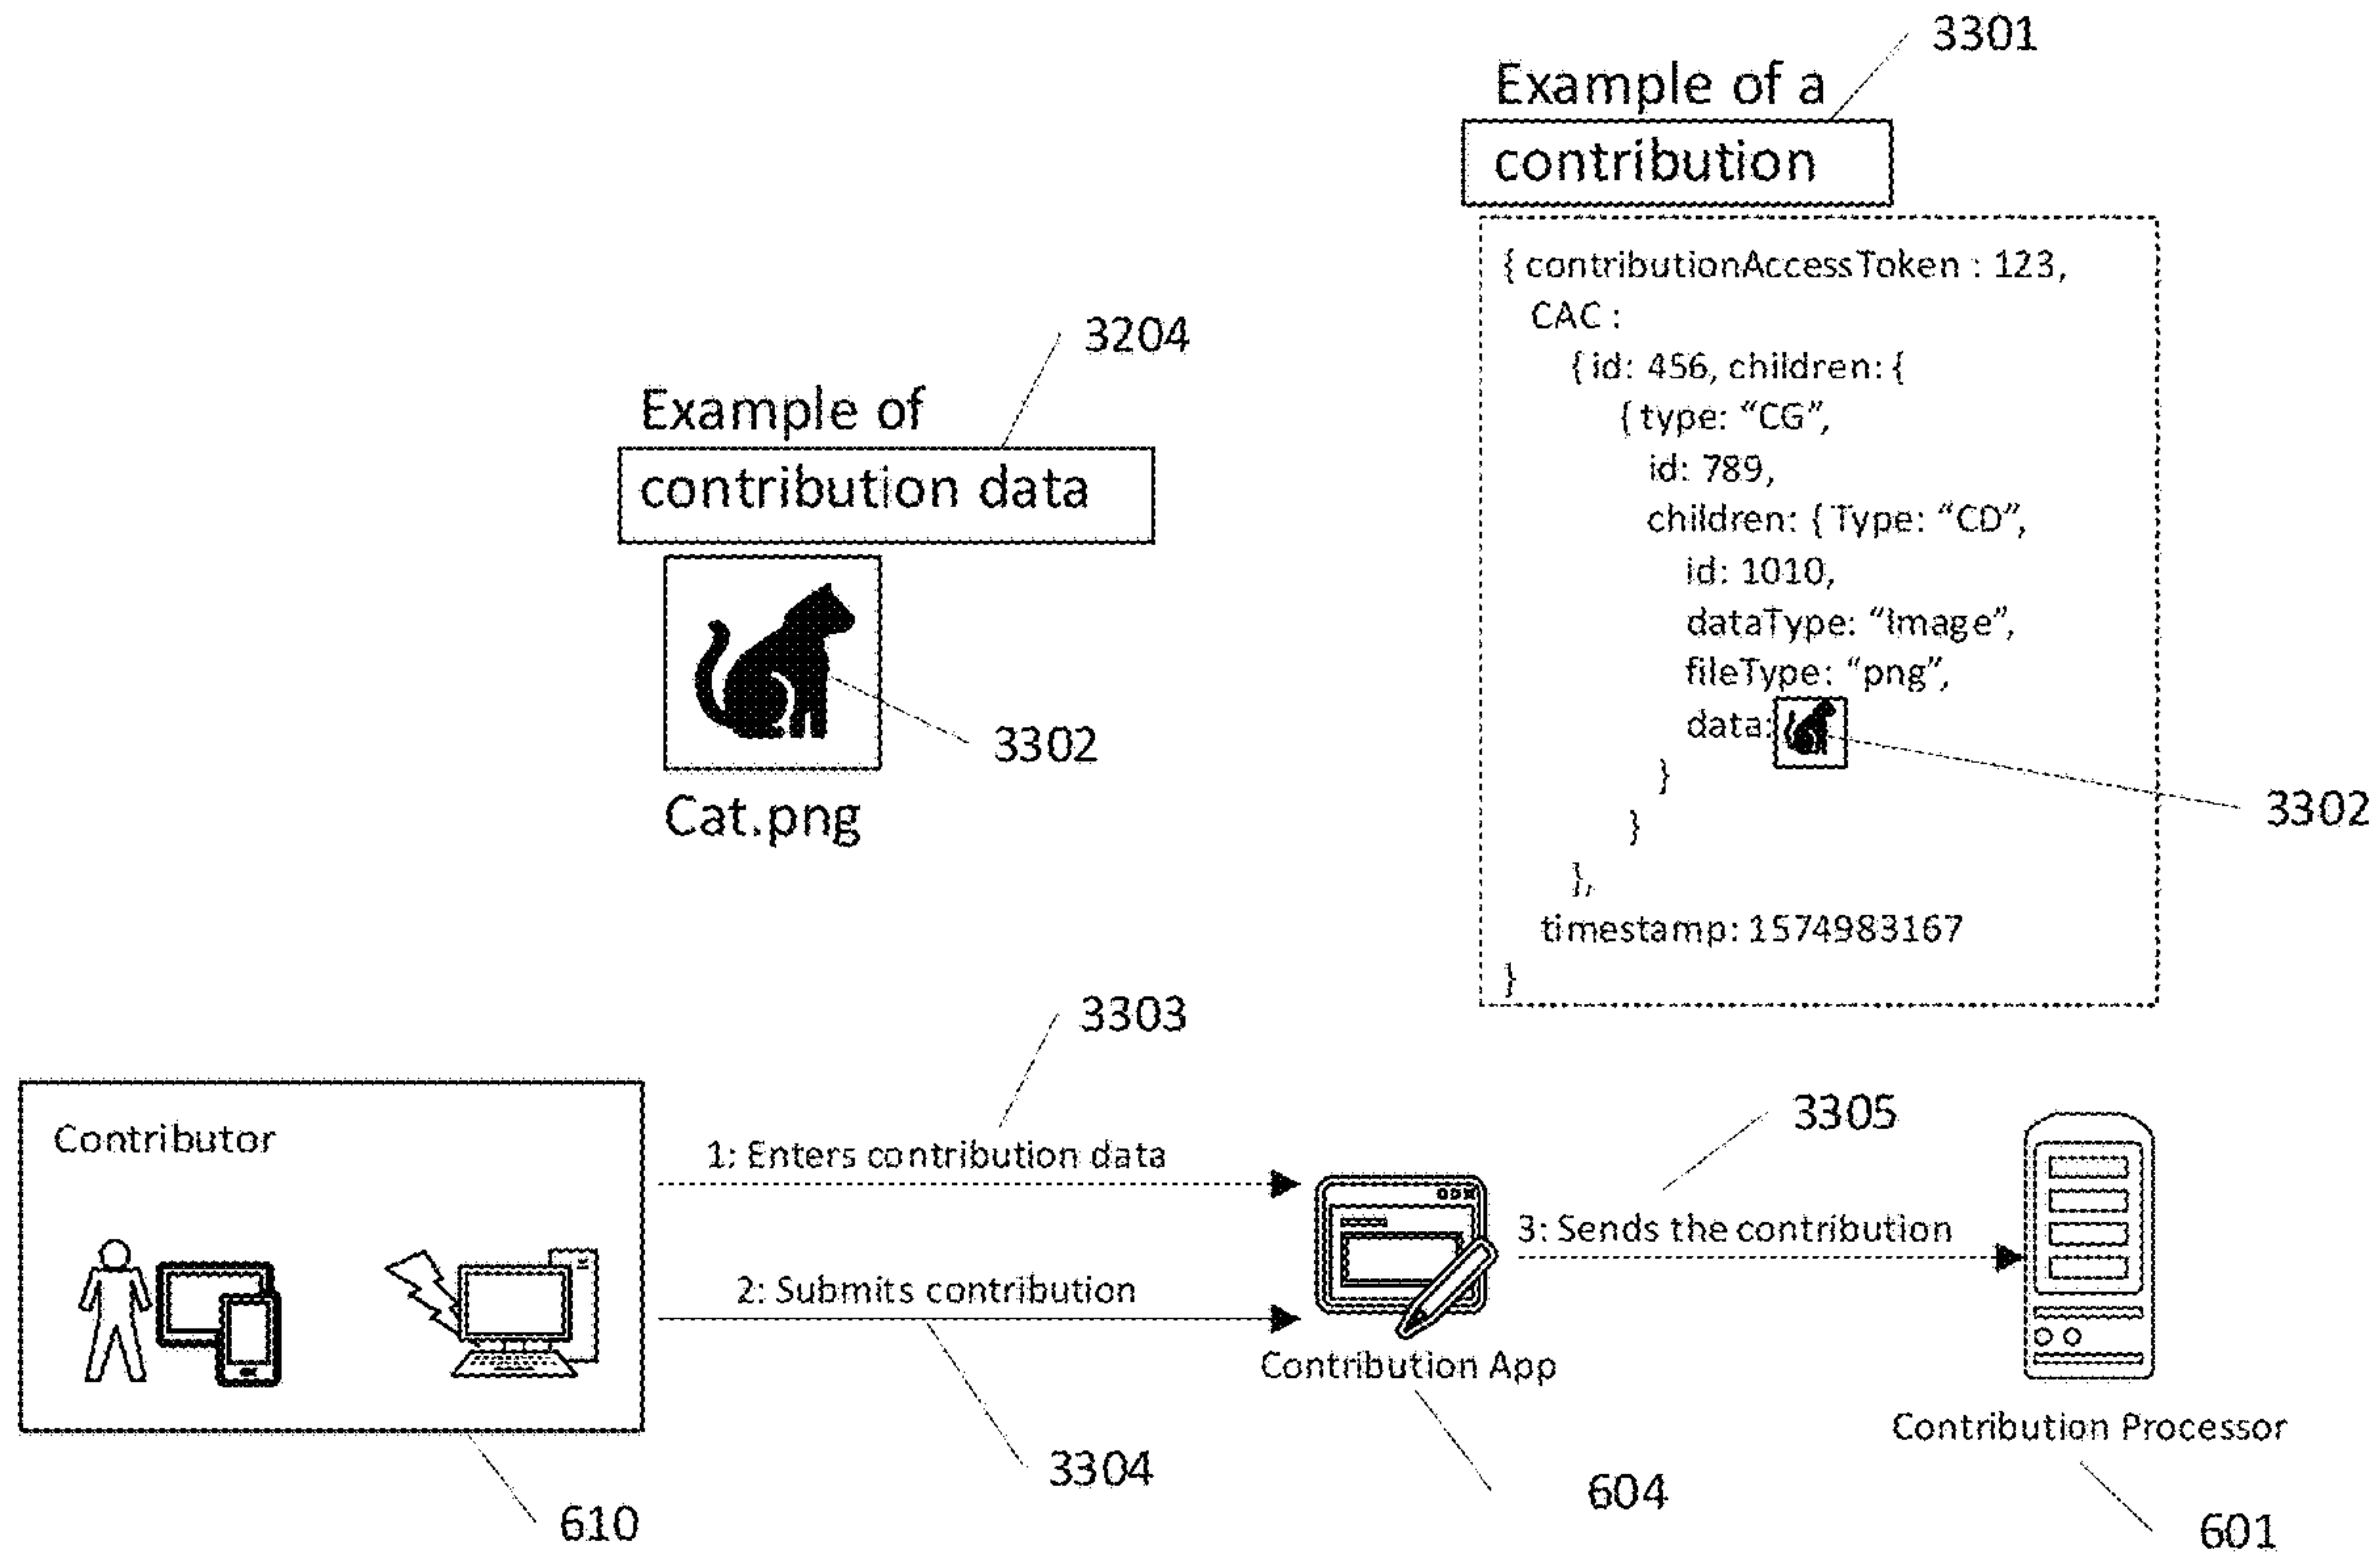 3301
Example of a
contribution
{ contributionAccessToken : 123,
CAC :
{ id: 456, children: {
{ type: “CG”,
id: 789,
children: { Type: “CD”,
id: 1010,
dataType: “Image”,
fileType: “png”,
data:
}
}
},
timestamp: 1574983167
}
3302
3204
Example of
contribution data
3302
Cat.png
3303
Contributor
1: Enters contribution data
2: Submits contribution
3304
610
3305
3: Sends the contribution
Contribution App
604
Contribution Processor
601